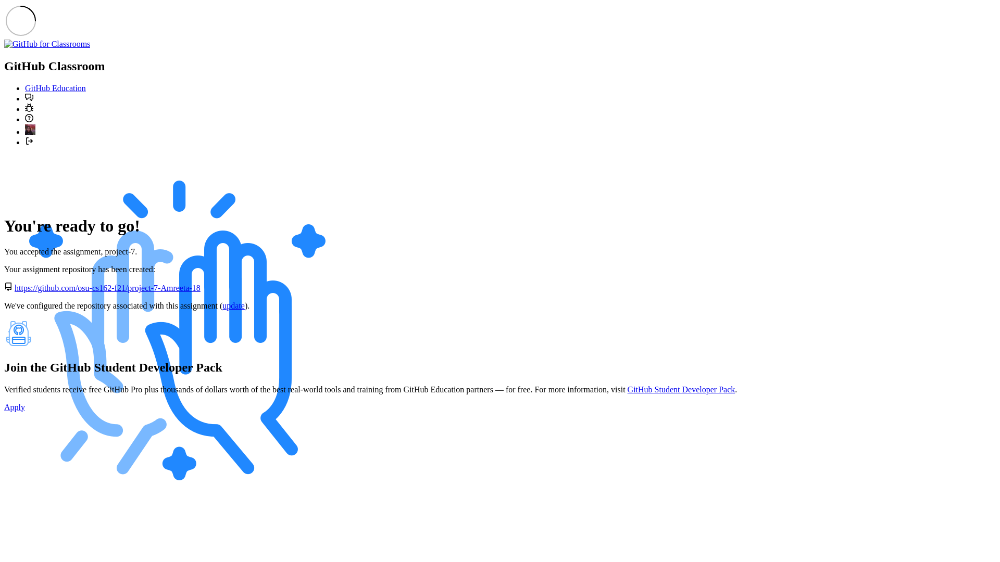 GitHub for Classrooms
GitHub Classroom
GitHub Education
You're ready to go!
You accepted the assignment, project-7.
Your assignment repository has been created:
https://github.com/osu-cs162-f21/project-7-Amreeta-18
We've configured the repository associated with this assignment (update).
Join the GitHub Student Developer Pack
Verified students receive free GitHub Pro plus thousands of dollars worth of the best real-world tools and training from GitHub Education partners — for free. For more information, visit GitHub Student Developer Pack.
Apply